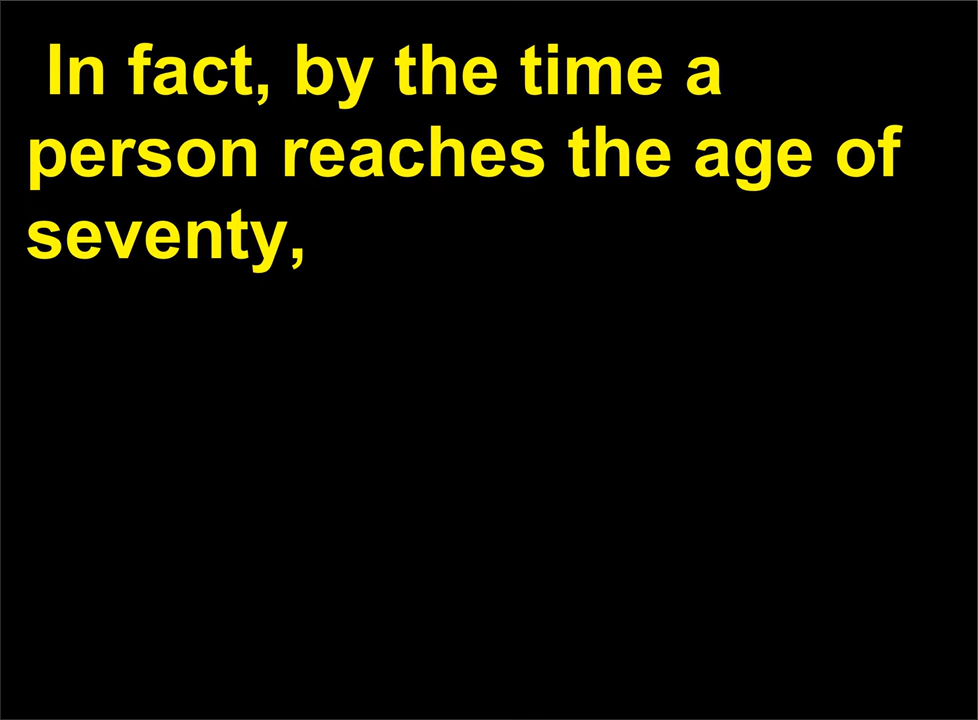 In fact, by the time a
person reaches the age of
seventy,